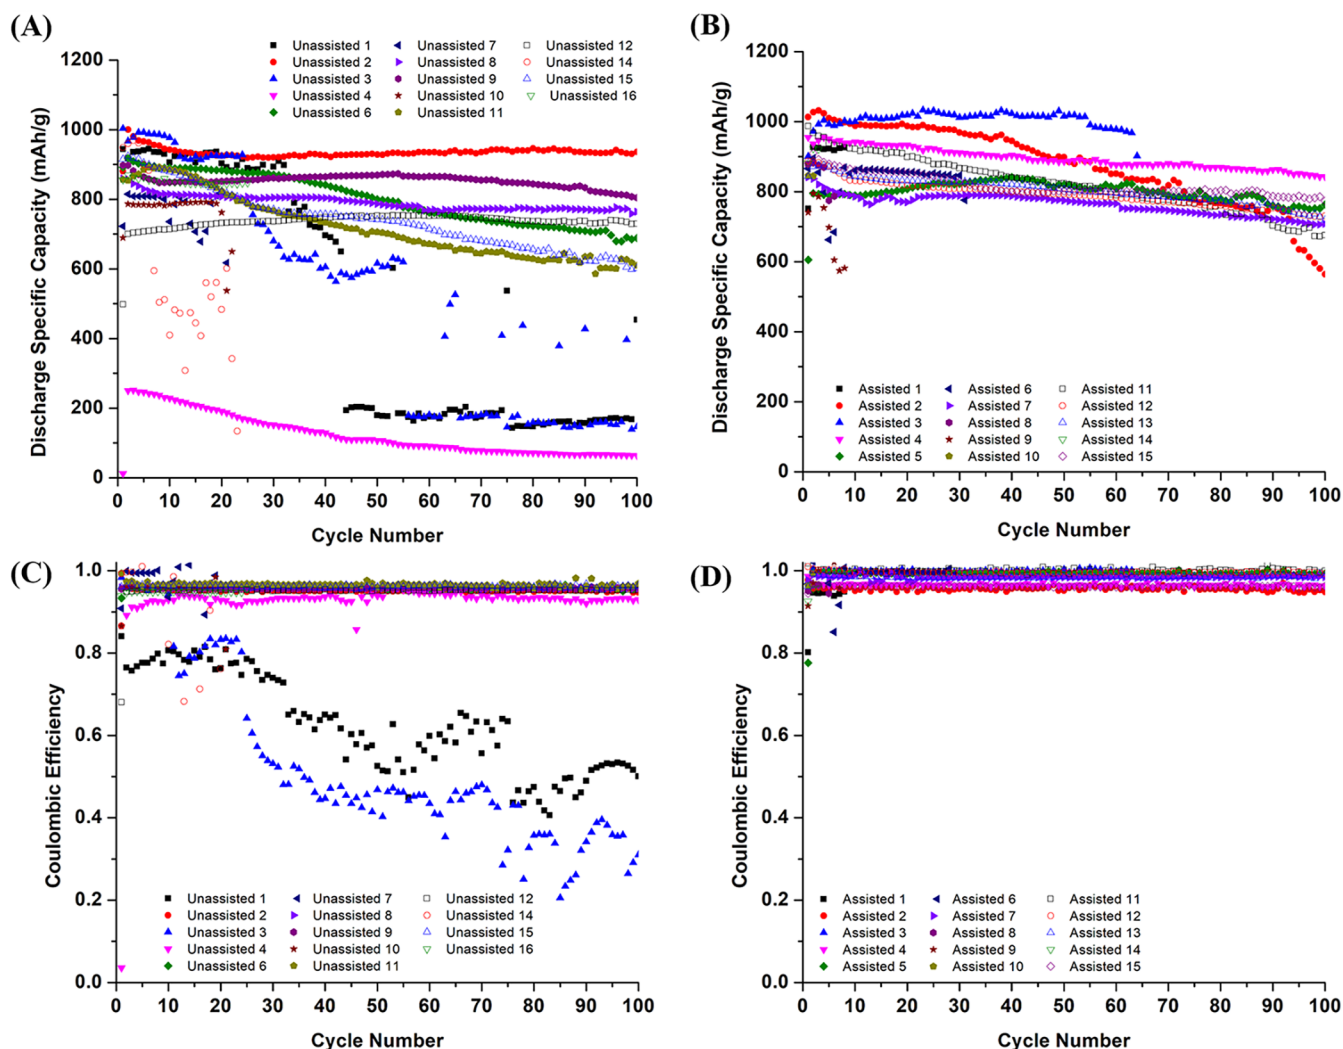 (A)
Unassisted 1 Unassisted 7 Unassisted 12
Unassisted 2 Unassisted 8 Unassisted 14
Unassisted 3 Unassisted 9 Unassisted 15
Unassisted 4 Unassisted 10 Unassisted 16
Unassisted 6 Unassisted 11
Discharge Specific Capacity (mAh/g)
1200
1000
800
600
400
200
0
0 10 20 30 40 50 60 70 80 90 100
Cycle Number
(B)
Discharge Specific Capacity (mAh/g)
1200
1000
800
600
400
200
0
Assisted 1 Assisted 6 Assisted 11
Assisted 2 Assisted 7 Assisted 12
Assisted 3 Assisted 8 Assisted 13
Assisted 4 Assisted 9 Assisted 14
Assisted 5 Assisted 10 Assisted 15
0 10 20 30 40 50 60 70 80 90 100
Cycle Number
(C)
Coulombic Efficiency
1.0
0.8
0.6
0.4
0.2
0.0
Unassisted 1 Unassisted 7 Unassisted 12
Unassisted 2 Unassisted 8 Unassisted 14
Unassisted 3 Unassisted 9 Unassisted 15
Unassisted 4 Unassisted 10 Unassisted 16
Unassisted 6 Unassisted 11
0 10 20 30 40 50 60 70 80 90 100
Cycle Number
(D)
Coulombic Efficiency
1.0
0.8
0.6
0.4
0.2
0.0
Assisted 1 Assisted 6 Assisted 11
Assisted 2 Assisted 7 Assisted 12
Assisted 3 Assisted 8 Assisted 13
Assisted 4 Assisted 9 Assisted 14
Assisted 5 Assisted 10 Assisted 15
0 10 20 30 40 50 60 70 80 90 100
Cycle Number